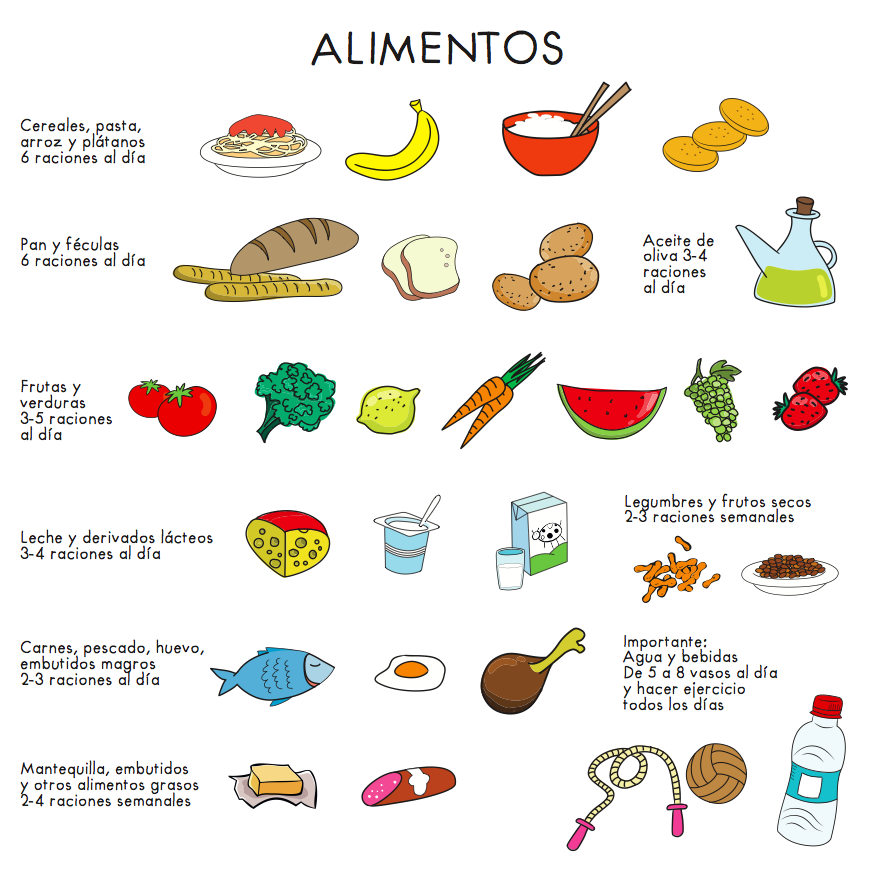 ALIMENTOS
Cereales, pasta,
arroz y plátanos
6 raciones al día
Pan y féculas
6 raciones al día
Aceite de
oliva 3-4
raciones
al día
Frutas y
verduras
3-5 raciones
al día
Leche y derivados lácteos
3-4 raciones al día
Legumbres y frutos secos
2-3 raciones semanales
Carnes, pescado, huevo,
embutidos magros
2-3 raciones al día
Importante:
Agua y bebidas
De 5 a 8 vasos al día
y hacer ejercicio
todos los días
Mantequilla, embutidos
y otros alimentos grasos
2-4 raciones semanales